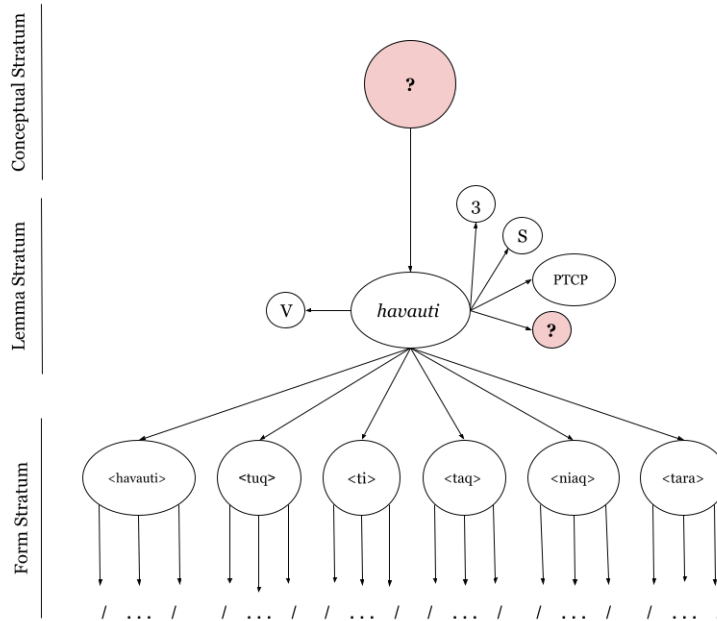 Conceptual Stratum
?
Lemma Stratum
3
S
PTCP
V
havauti
?
Form Stratum
<havauti> <tuq> <ti> <taq> <niaq> <tara>
/ ... / / ... / / ... / / ... / / ... / / ...